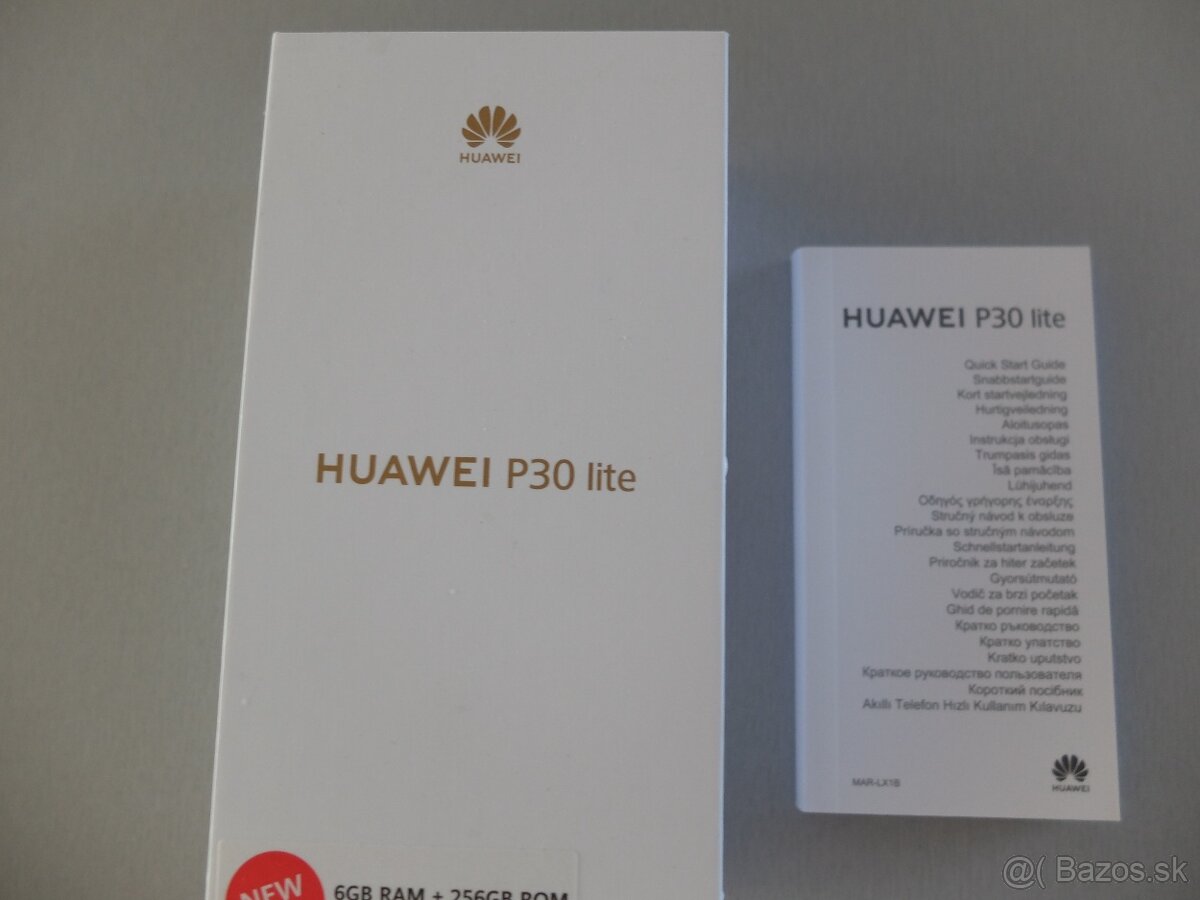 HUAWEI
HUAWEI P30 lite
NEW
6GB RAM + 256GB ROM
HUAWEI P30 lite
Quick Start Guide
Snabbstartguide
Kort startvejledning
Hurtigveiledning
Aloitusopas
Instrukcja obsługi
Trumpasis gidas
Īsā pamācība
Lühijuhend
Οδηγός γρήγορης έναρξης
Stručný návod k obsluze
Príručka so stručným návodom
Schnellstartanleitung
Priročnik za hiter začetek
Gyorsútmutató
Vodič za brzi početak
Ghid de pornire rapidă
Кратко ръководство
Кратко упатство
Kratko uputstvo
Краткое руководство пользователя
Короткий посібник
Akıllı Telefon Hızlı Kullanım Kılavuzu
MAR-LX1B
HUAWEI
@( Bazos.sk